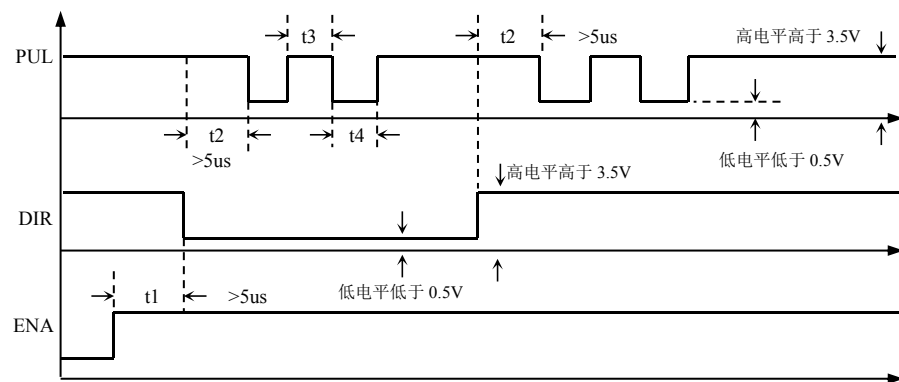 t3
t2
>5us
高电平高于 3.5V
PUL
t2
t4
>5us
低电平低于 0.5V
高电平高于 3.5V
DIR
t1
>5us
低电平低于 0.5V
ENA